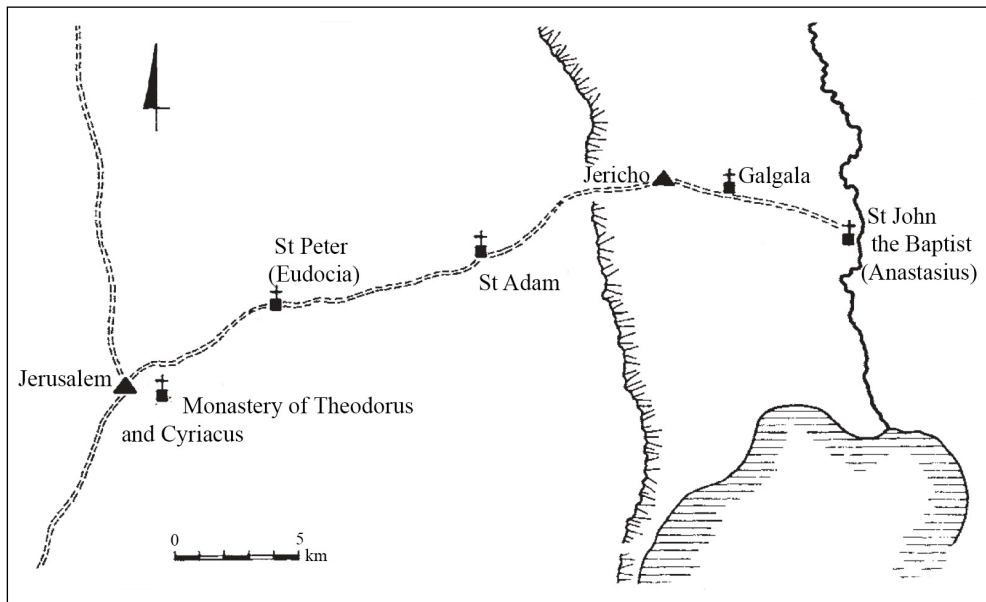 Jericho
Galgala
St John
the Baptist
(Anastasius)
St Peter
(Eudocia)
St Adam
Jerusalem
Monastery of Theodorus
and Cyriacus
0 5
km